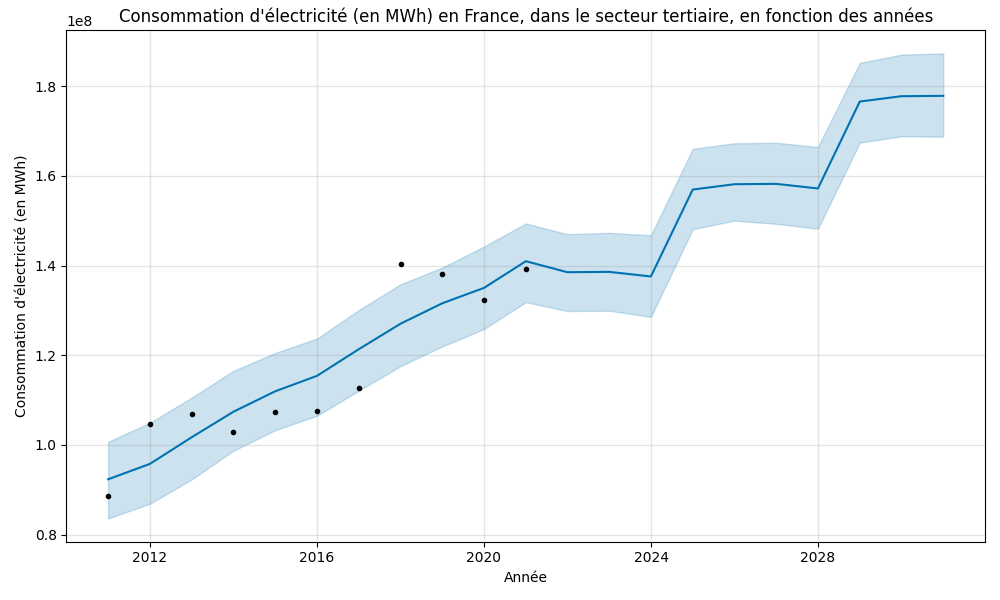 Consommation d'électricité (en MWh) en France, dans le secteur tertiaire, en fonction des années
1e8
1.8
1.6
1.4
1.2
1.0
0.8
Consommation d'électricité (en MWh)
2012 2016 2020 2024 2028
Année